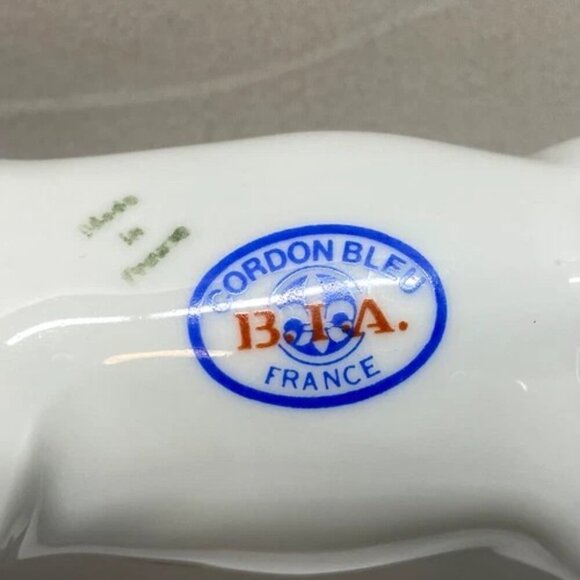 Made
in
France
CORDON BLEU
B.I.A.
FRANCE